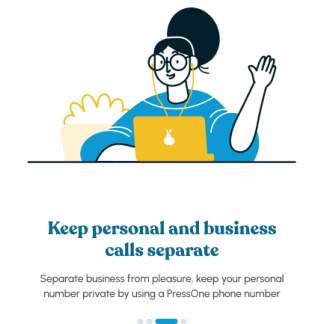 Keep personal and business
calls separate
Separate business from pleasure, keep your personal
number private by using a PressOne phone number